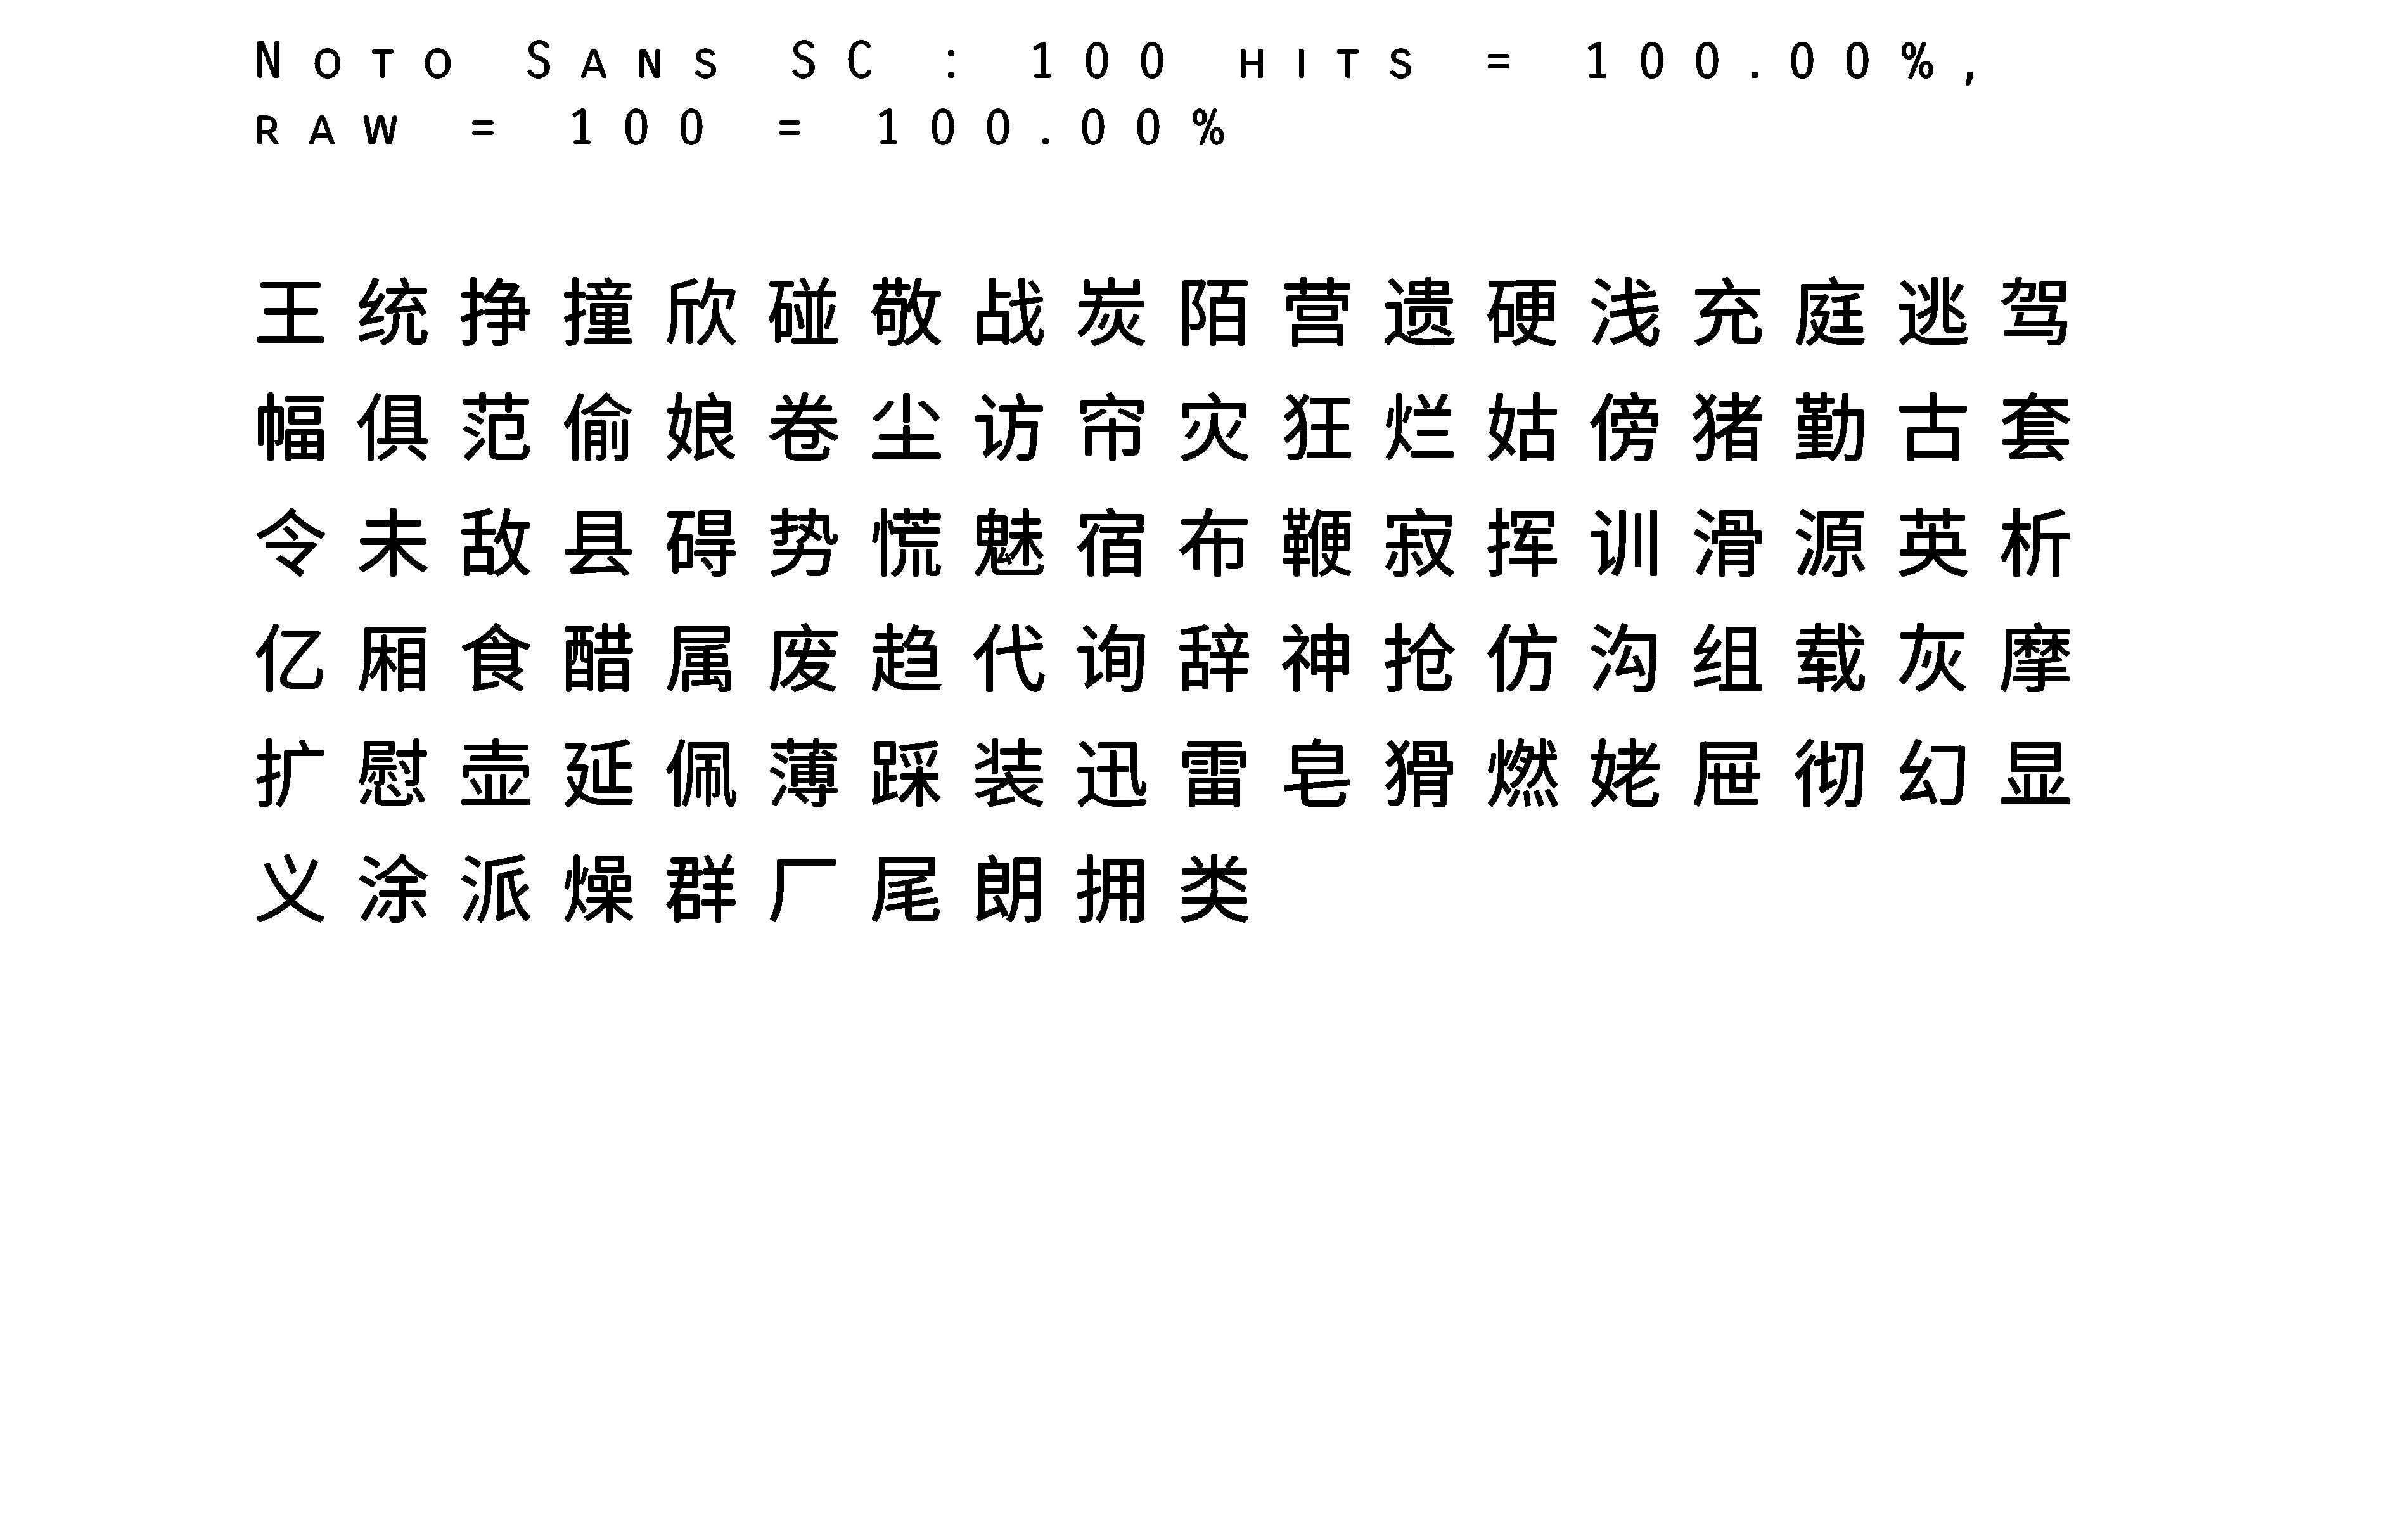 Noto Sans SC : 100 hits = 100.00%,
raw = 100 = 100.00%
王统挣撞欣碰敬战炭陌营遗硬浅充庭逃驾
幅俱范偷娘卷尘访帘灾狂烂姑傍猪勤古套
令未敌县碍势慌魅宿布鞭寂挥训滑源英析
亿厢食醋属废趋代询辞神抢仿沟组载灰摩
扩慰壶延佩薄踩装迅雷皂猾燃姥屉彻幻显
义涂派燥群厂尾朗拥类